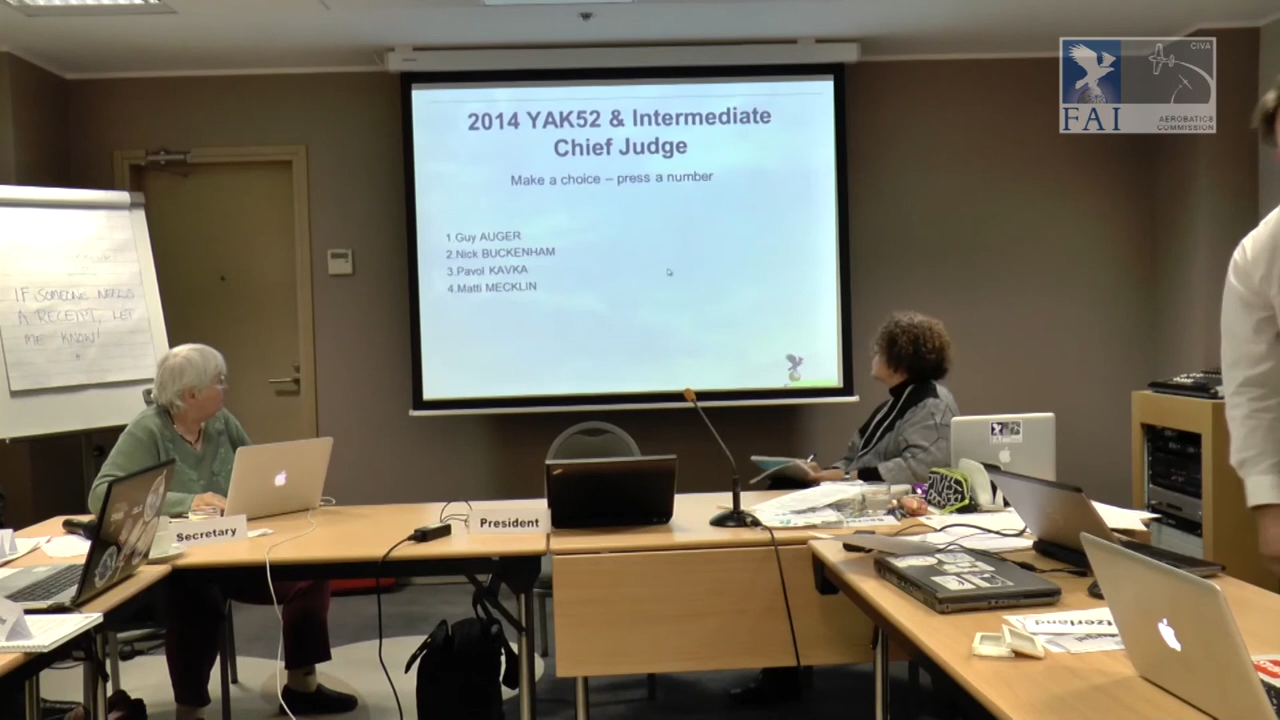 2014 YAK52 & Intermediate
Chief Judge
Make a choice – press a number
1.Guy AUGER
2.Nick BUCKENHAM
3.Pavol KAVKA
4.Matti MECKLIN
CIVA
FAI
AEROBATICS
COMMISSION
IF SOMEONE NEEDS
A RECEIPT, LET
ME KNOW!
Secretary
President
tzerland